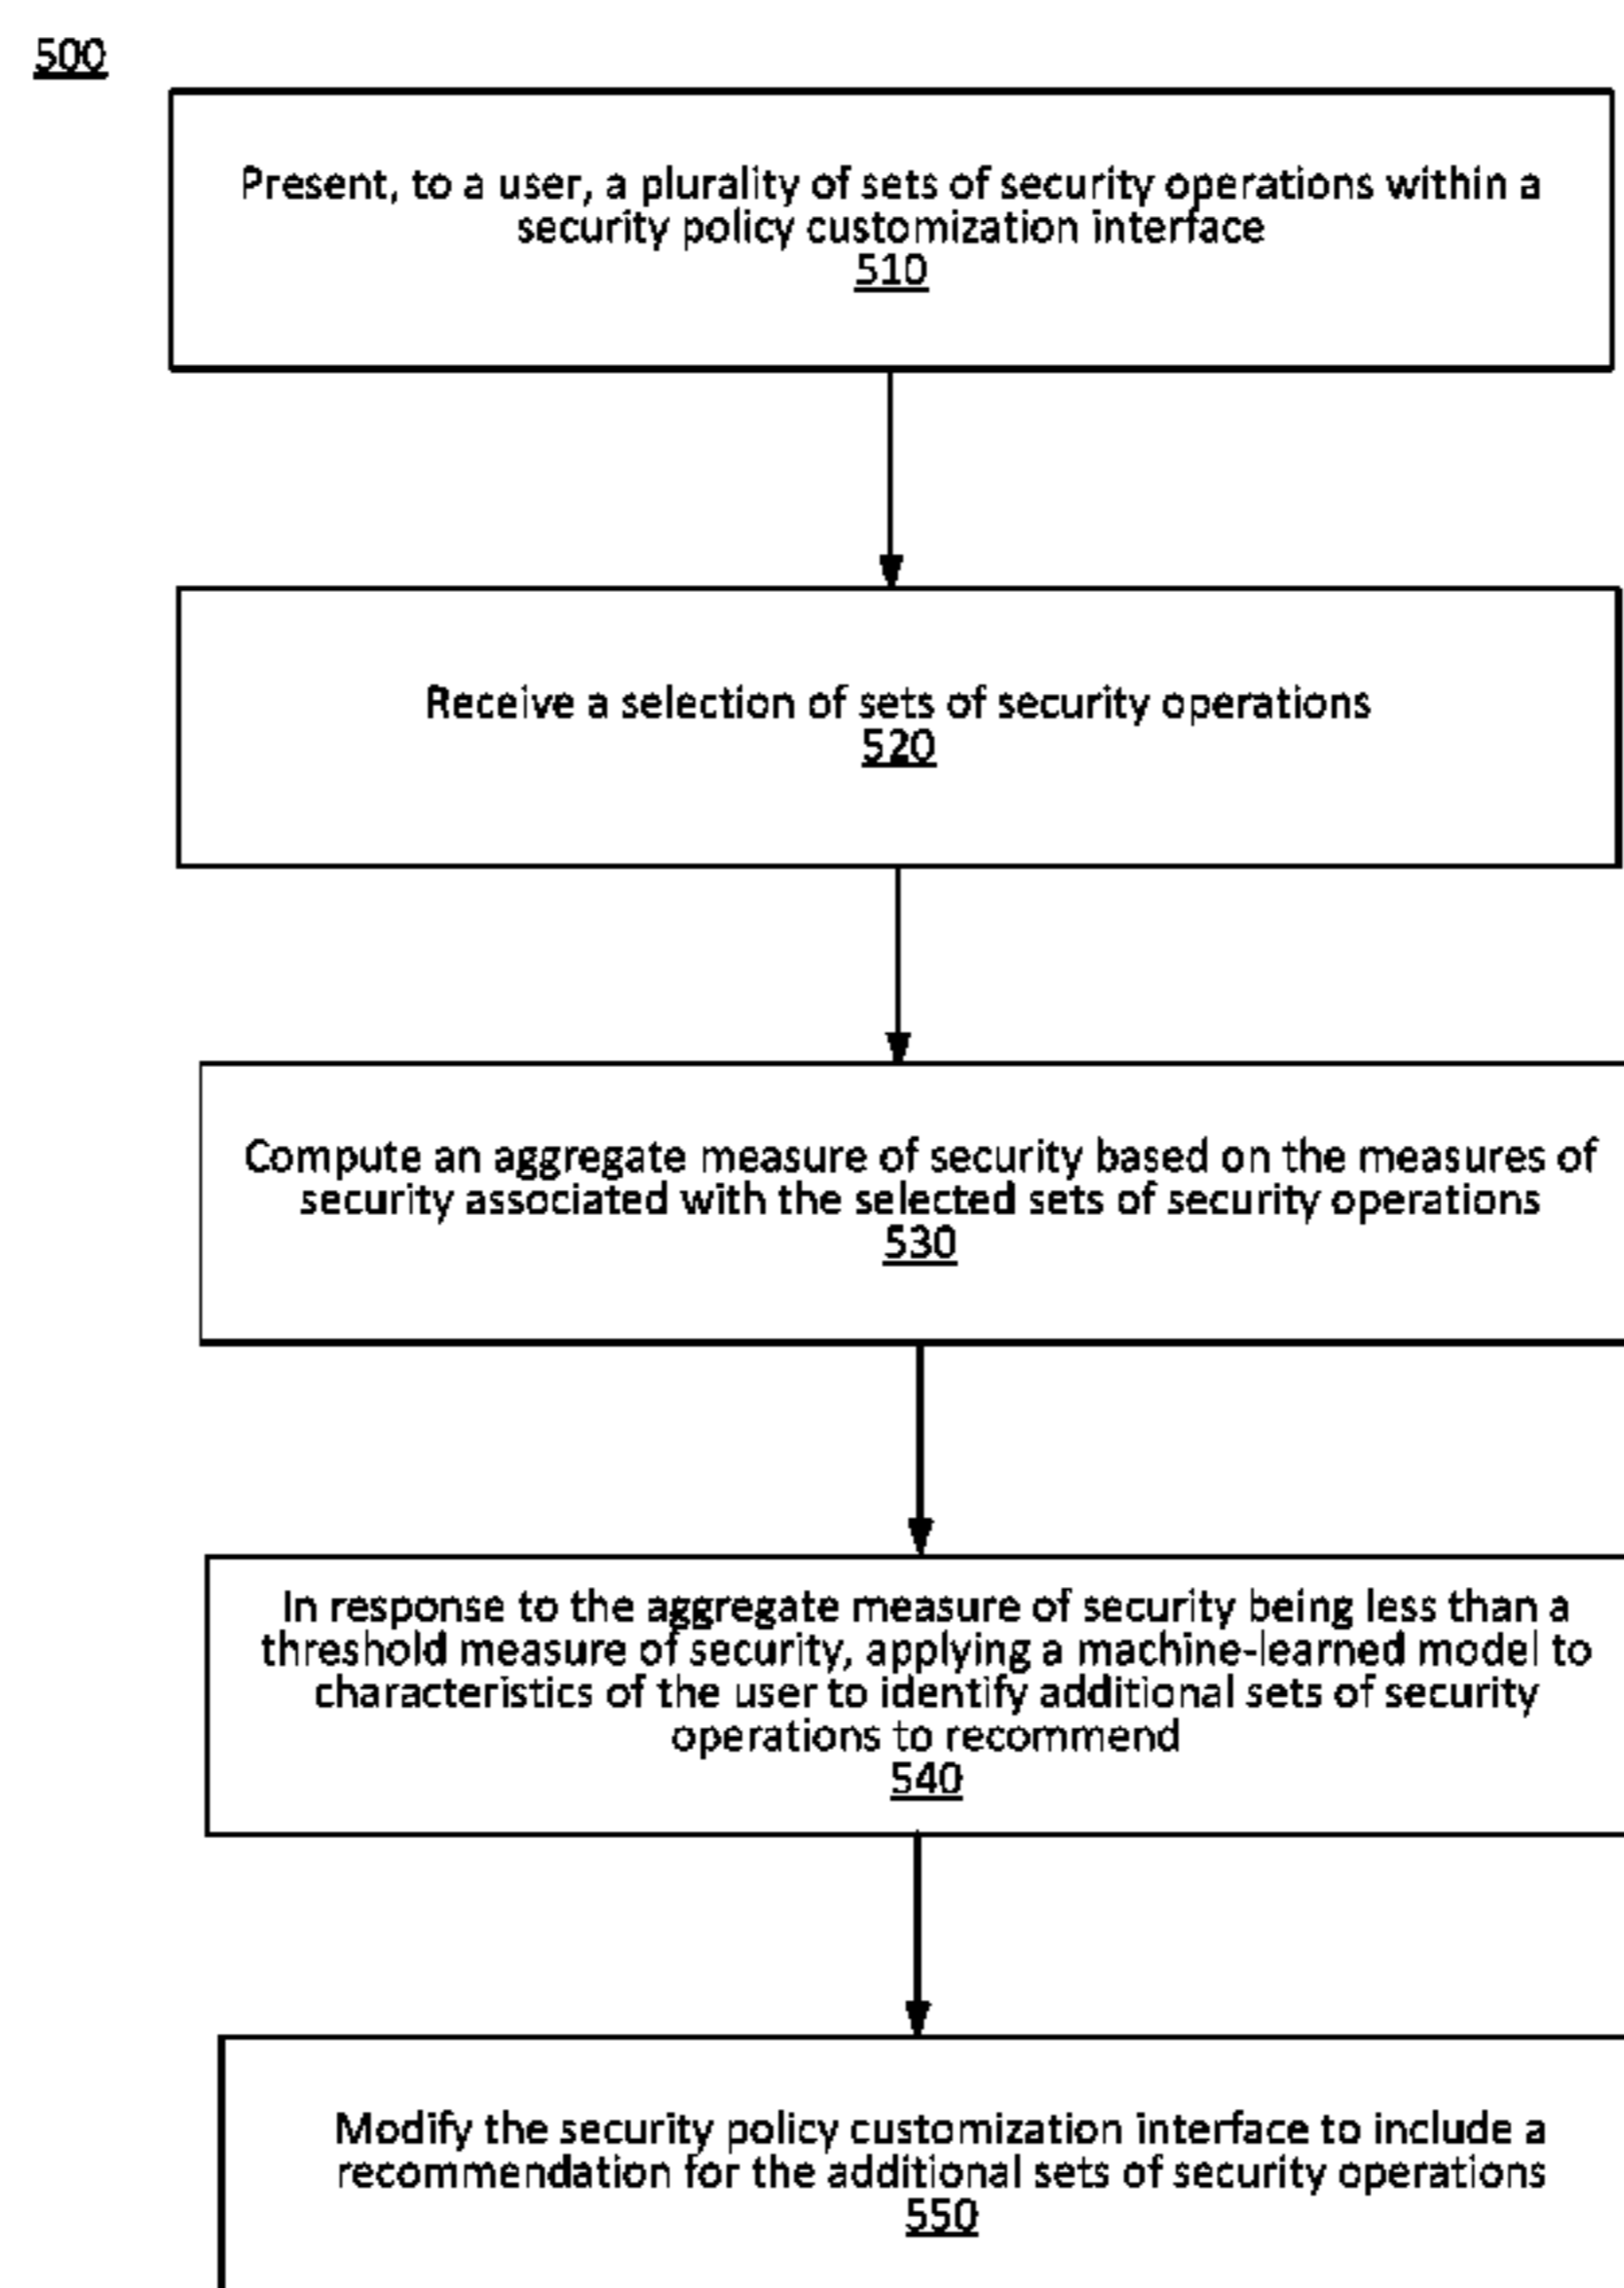 500
Present, to a user, a plurality of sets of security operations within a
security policy customization interface
510
Receive a selection of sets of security operations
520
Compute an aggregate measure of security based on the measures of
security associated with the selected sets of security operations
530
In response to the aggregate measure of security being less than a
threshold measure of security, applying a machine-learned model to
characteristics of the user to identify additional sets of security
operations to recommend
540
Modify the security policy customization interface to include a
recommendation for the additional sets of security operations
550